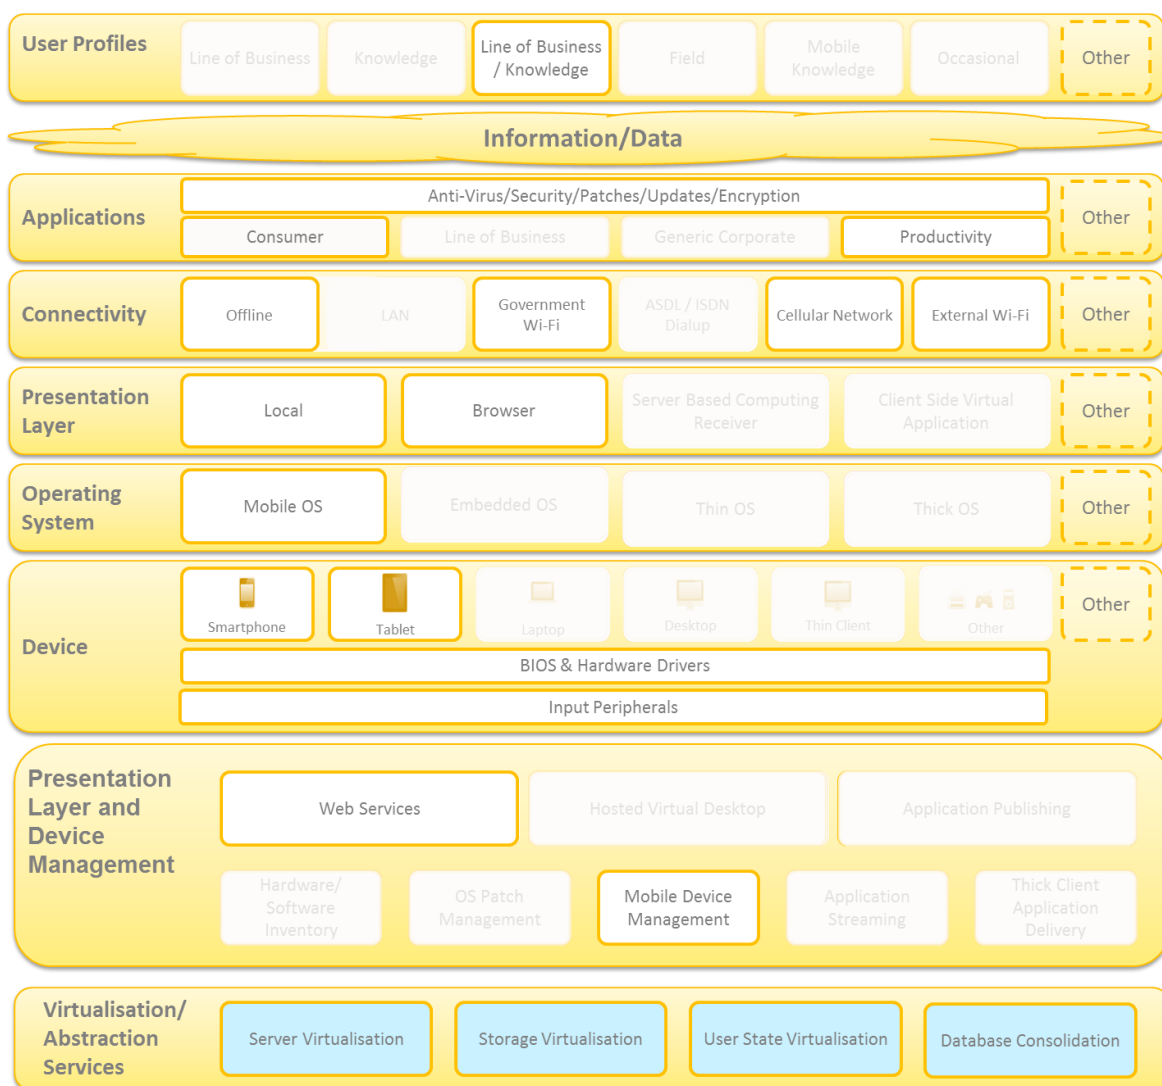 User Profiles
Line of Business
Knowledge
Line of Business
/ Knowledge
Field
Mobile
Knowledge
Occasional
Other
Information/Data
Applications
Anti-Virus/Security/Patches/Updates/Encryption
Consumer
Line of Business
Generic Corporate
Productivity
Other
Connectivity
Offline
LAN
Government
Wi-Fi
ASDL / ISDN
Dialup
Cellular Network
External Wi-Fi
Other
Presentation
Layer
Local
Browser
Server Based Computing
Receiver
Client Side Virtual
Application
Other
Operating
System
Mobile OS
Embedded OS
Thin OS
Thick OS
Other
Device
Smartphone
Tablet
Laptop
Desktop
Thin Client
Other
Other
BIOS & Hardware Drivers
Input Peripherals
Presentation
Layer and
Device
Management
Web Services
Hosted Virtual Desktop
Application Publishing
Hardware/
Software
Inventory
OS Patch
Management
Mobile Device
Management
Application
Streaming
Thick Client
Application
Delivery
Virtualisation/
Abstraction
Services
Server Virtualisation
Storage Virtualisation
User State Virtualisation
Database Consolidation